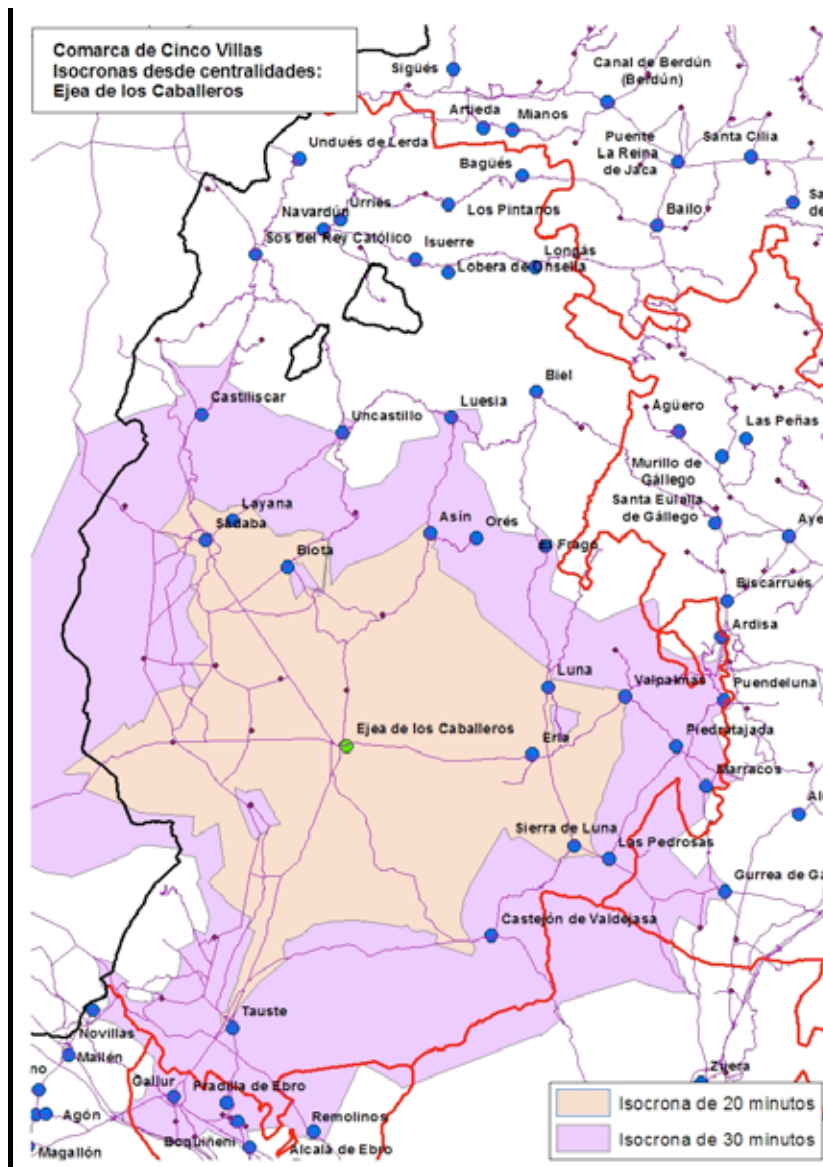 Comarca de Cinco Villas
Isocronas desde centralidades:
Ejea de los Caballeros
Sigüés
Canal de Berdún
(Berdún)
Artieda
Mianos
Undués de Lerda
Puente
La Reina
de Jaca
Santa Cilia
Bagüés
Urriés
Los Pintanos
Navardún
Bailo
Sos del Rey Católico
Isuerre
Longás
Lobera de Onsella
Castiliscar
Uncastillo
Luesia
Biel
Agüero
Las Peñas
Murillo de
Gállego
Santa Eulalia
de Gállego
Layana
Sádaba
Biota
Asín
Orés
El Frago
Biscarrués
Ardisa
Luna
Valpalmas
Puendeluna
Ejea de los Caballeros
Erla
Piedratajada
Marracos
Sierra de Luna
Las Pedrosas
Gurrea de
Castejón de Valdejasa
Tauste
Novillas
Mallén
Gallur
Pradilla de Ebro
Zuera
Agón
Remolinos
Boquiñeni
Alcalá de Ebro
Magallón
Isocrona de 20 minutos
Isocrona de 30 minutos